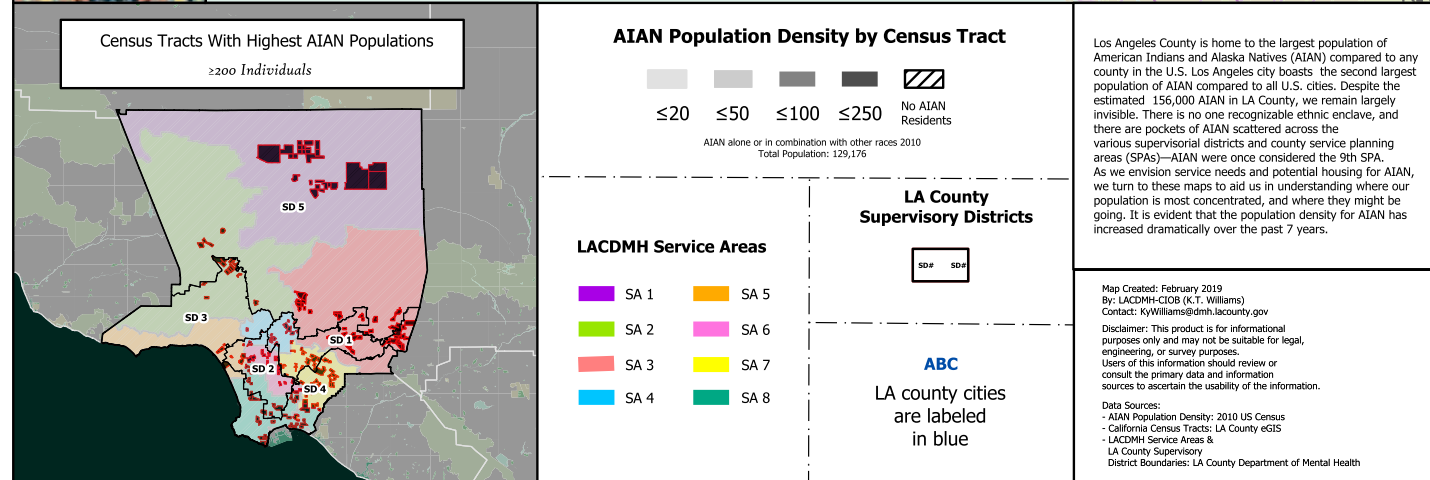 Census Tracts With Highest AIAN Populations
≥200 Individuals
SD 5
SD 3
SD 1
SD 2
SD 4
AIAN Population Density by Census Tract
≤20
≤50
≤100
≤250
No AIAN
Residents
AIAN alone or in combination with other races 2010
Total Population: 129,176
LACDMH Service Areas
SA 1
SA 5
SA 2
SA 6
SA 3
SA 7
SA 4
SA 8
LA County
Supervisory Districts
SD#
SD#
ABC
LA county cities
are labeled
in blue
Los Angeles County is home to the largest population of
American Indians and Alaska Natives (AIAN) compared to any
county in the U.S. Los Angeles city boasts the second largest
population of AIAN compared to all U.S. cities. Despite the
estimated 156,000 AIAN in LA County, we remain largely
invisible. There is no one recognizable ethnic enclave, and
there are pockets of AIAN scattered across the
various supervisorial districts and county service planning
areas (SPAs)—AIAN were once considered the 9th SPA.
As we envision service needs and potential housing for AIAN,
we turn to these maps to aid us in understanding where our
population is most concentrated, and where they might be
going. It is evident that the population density for AIAN has
increased dramatically over the past 7 years.
Map Created: February 2019
By: LACDMH-CIOB (K.T. Williams)
Contact: KyWilliams@dmh.lacounty.gov
Disclaimer: This product is for informational
purposes only and may not be suitable for legal,
engineering, or survey purposes.
Users of this information should review or
consult the primary data and information
sources to ascertain the usability of the information.
Data Sources:
- AIAN Population Density: 2010 US Census
- California Census Tracts: LA County eGIS
- LACDMH Service Areas &
LA County Supervisory
District Boundaries: LA County Department of Mental Health